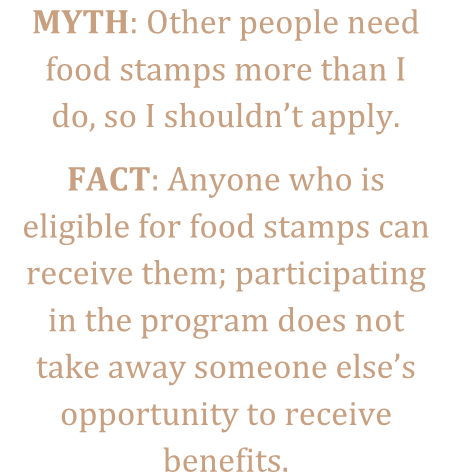 MYTH: Other people need
food stamps more than I
do, so I shouldn’t apply.
FACT: Anyone who is
eligible for food stamps can
receive them; participating
in the program does not
take away someone else’s
opportunity to receive
benefits.